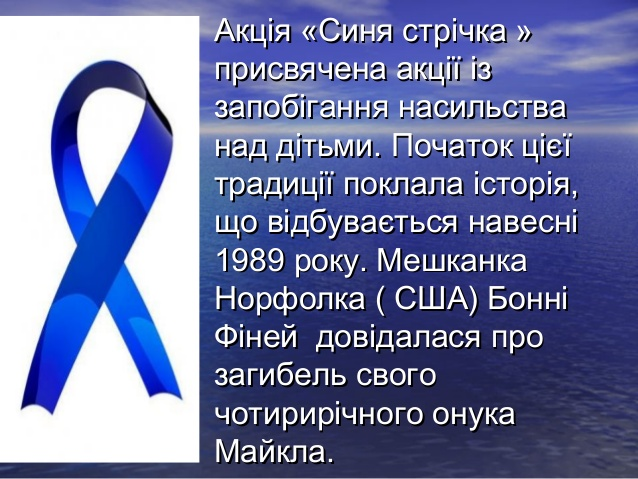 Акція «Синя стрічка »
присвячена акції із
запобігання насильства
над дітьми. Початок цієї
традиції поклала історія,
що відбувається навесні
1989 року. Мешканка
Норфолка ( США) Бонні
Фіней  довідалася про
загибель свого
чотирирічного онука
Майкла.